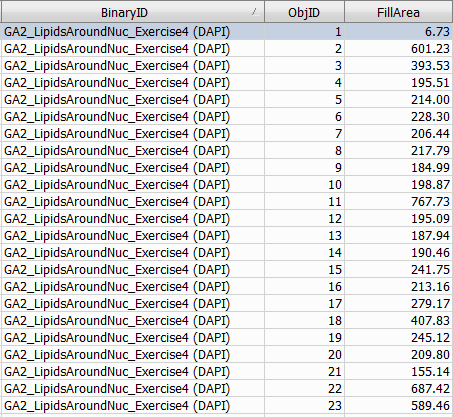 BinaryID ObjID FillArea
GA2_LipidsAroundNuc_Exercise4 (DAPI) 1 6.73
GA2_LipidsAroundNuc_Exercise4 (DAPI) 2 601.23
GA2_LipidsAroundNuc_Exercise4 (DAPI) 3 393.53
GA2_LipidsAroundNuc_Exercise4 (DAPI) 4 195.51
GA2_LipidsAroundNuc_Exercise4 (DAPI) 5 214.00
GA2_LipidsAroundNuc_Exercise4 (DAPI) 6 228.30
GA2_LipidsAroundNuc_Exercise4 (DAPI) 7 206.44
GA2_LipidsAroundNuc_Exercise4 (DAPI) 8 217.79
GA2_LipidsAroundNuc_Exercise4 (DAPI) 9 184.99
GA2_LipidsAroundNuc_Exercise4 (DAPI) 10 198.87
GA2_LipidsAroundNuc_Exercise4 (DAPI) 11 767.73
GA2_LipidsAroundNuc_Exercise4 (DAPI) 12 195.09
GA2_LipidsAroundNuc_Exercise4 (DAPI) 13 187.94
GA2_LipidsAroundNuc_Exercise4 (DAPI) 14 190.46
GA2_LipidsAroundNuc_Exercise4 (DAPI) 15 241.75
GA2_LipidsAroundNuc_Exercise4 (DAPI) 16 213.16
GA2_LipidsAroundNuc_Exercise4 (DAPI) 17 279.17
GA2_LipidsAroundNuc_Exercise4 (DAPI) 18 407.83
GA2_LipidsAroundNuc_Exercise4 (DAPI) 19 245.12
GA2_LipidsAroundNuc_Exercise4 (DAPI) 20 209.80
GA2_LipidsAroundNuc_Exercise4 (DAPI) 21 155.14
GA2_LipidsAroundNuc_Exercise4 (DAPI) 22 687.42
GA2_LipidsAroundNuc_Exercise4 (DAPI) 23 589.46